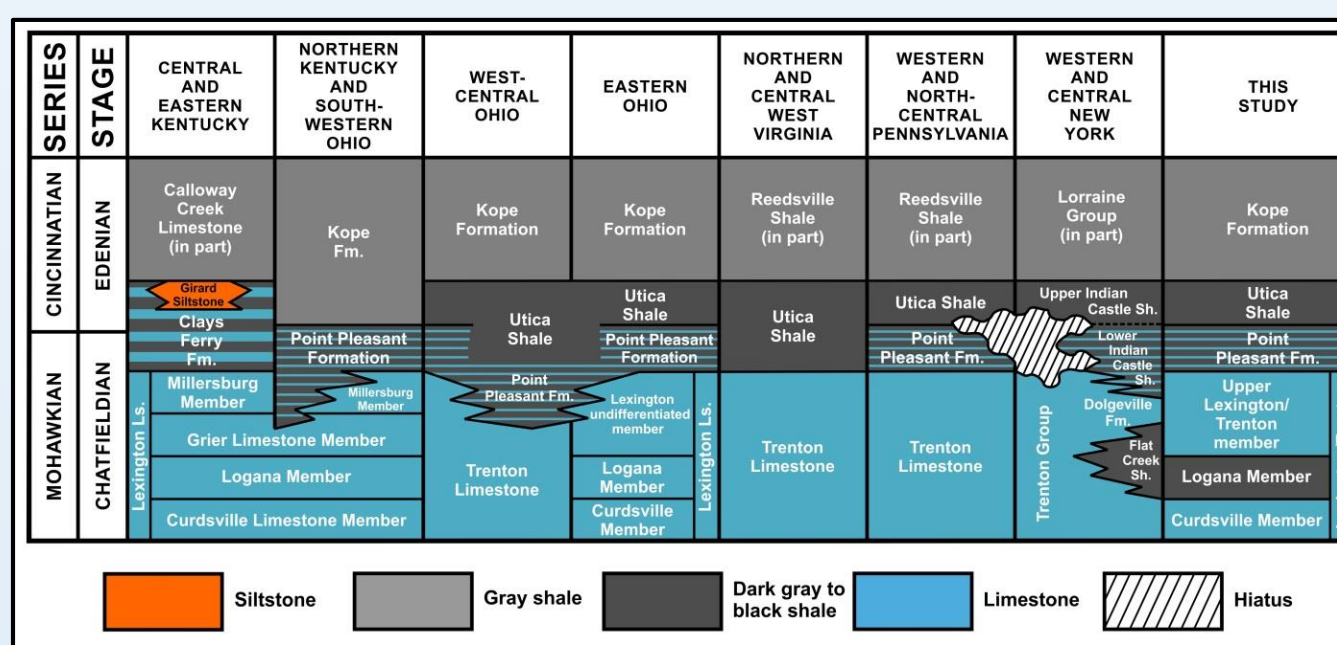 SERIES
STAGE
CENTRAL
AND
EASTERN
KENTUCKY
NORTHERN
KENTUCKY
AND
SOUTH-
WESTERN
OHIO
WEST-
CENTRAL
OHIO
EASTERN
OHIO
NORTHERN
AND
CENTRAL
WEST
VIRGINIA
WESTERN
AND
NORTH-
CENTRAL
PENNSYLVANIA
WESTERN
AND
CENTRAL
NEW
YORK
THIS
STUDY
CINCINNATIAN
EDENIAN
MOHAWKIAN
CHATFIELDIAN
Calloway
Creek
Limestone
(in part)
Girard
Siltstone
Clays
Ferry
Fm.
Lexington Ls.
Millersburg
Member
Grier Limestone Member
Logana Member
Curdsville Limestone Member
Kope
Fm.
Point Pleasant
Formation
Millersburg
Member
Kope
Formation
Utica
Shale
Point
Pleasant Fm.
Trenton
Limestone
Kope
Formation
Utica
Shale
Point Pleasant
Formation
Lexington
undifferentiated
member
Logana
Member
Curdsville
Member
Lexington Ls.
Reedsville
Shale
(in part)
Utica
Shale
Trenton
Limestone
Reedsville
Shale
(in part)
Utica Shale
Point
Pleasant Fm.
Trenton
Limestone
Lorraine
Group
(in part)
Upper Indian
Castle Sh.
Lower
Indian
Castle
Sh.
Dolgeville
Fm.
Flat
Creek
Sh.
Trenton Group
Kope
Formation
Utica
Shale
Point
Pleasant Fm.
Upper
Lexington/
Trenton
member
Logana Member
Curdsville Member
Siltstone
Gray shale
Dark gray to
black shale
Limestone
Hiatus